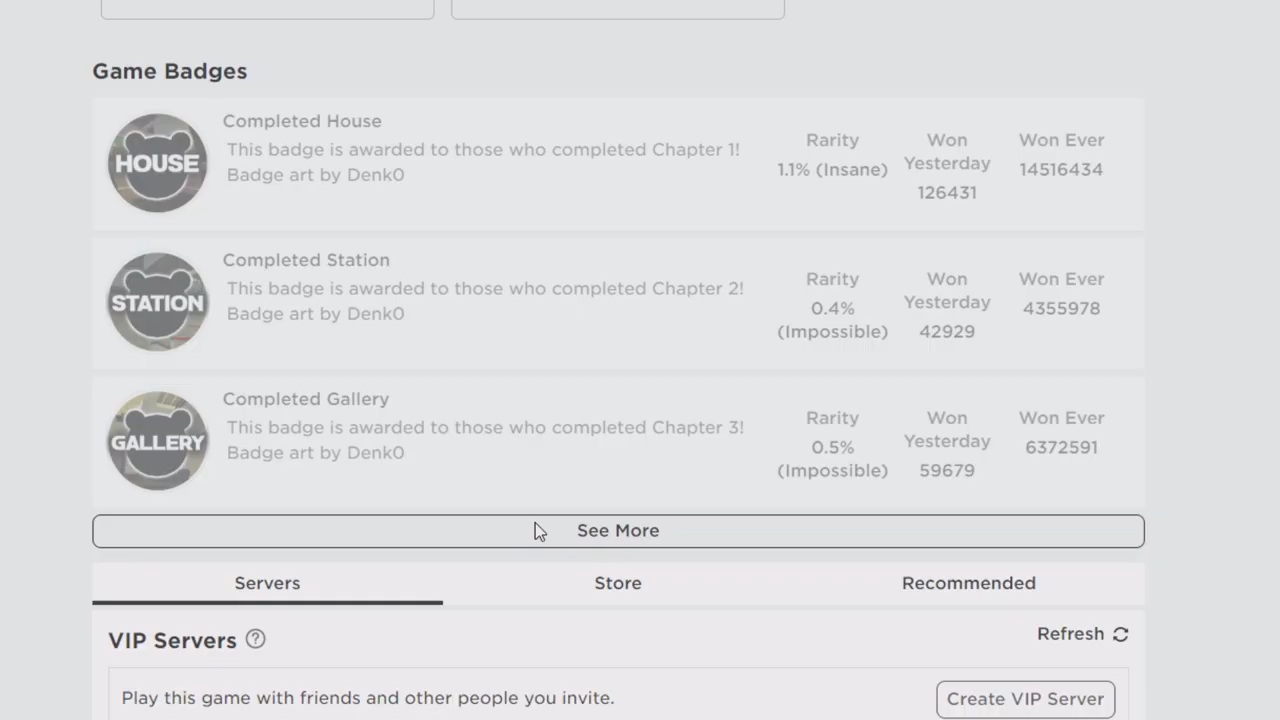 Game Badges
HOUSE
Completed House
This badge is awarded to those who completed Chapter 1!
Badge art by Denk0
Rarity
1.1% (Insane)
Won
Yesterday
126431
Won Ever
14516434
STATION
Completed Station
This badge is awarded to those who completed Chapter 2!
Badge art by Denk0
Rarity
0.4%
(Impossible)
Won
Yesterday
42929
Won Ever
4355978
GALLERY
Completed Gallery
This badge is awarded to those who completed Chapter 3!
Badge art by Denk0
Rarity
0.5%
(Impossible)
Won
Yesterday
59679
Won Ever
6372591
See More
Servers
Store
Recommended
VIP Servers ?
Refresh
Play this game with friends and other people you invite.
Create VIP Server